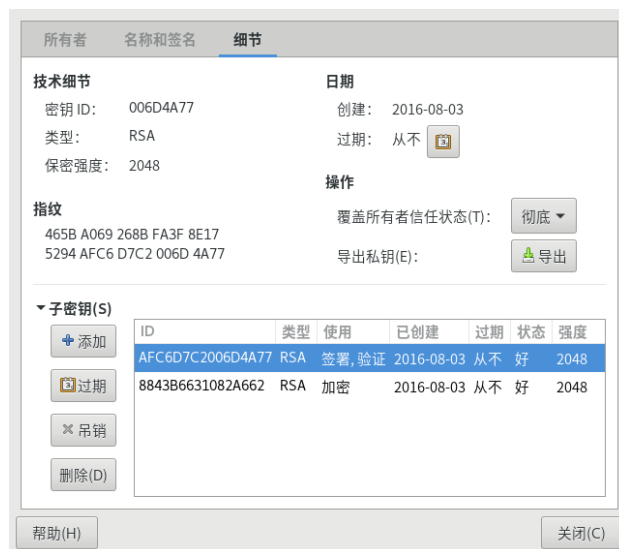 所有者 名称和签名 细节
技术细节
密钥 ID: 006D4A77
类型: RSA
保密强度: 2048
指纹
465B A069 268B FA3F 8E17
5294 AFC6 D7C2 006D 4A77
日期
创建: 2016-08-03
过期: 从不
操作
覆盖所有者信任状态(T): 彻底
导出私钥(E): 导出
子密钥(S)
添加
过期
吊销
删除(D)
ID 类型 使用 已创建 过期 状态 强度
AFC6D7C2006D4A77 RSA 签署, 验证 2016-08-03 从不 好 2048
8843B6631082A662 RSA 加密 2016-08-03 从不 好 2048
帮助(H) 关闭(C)